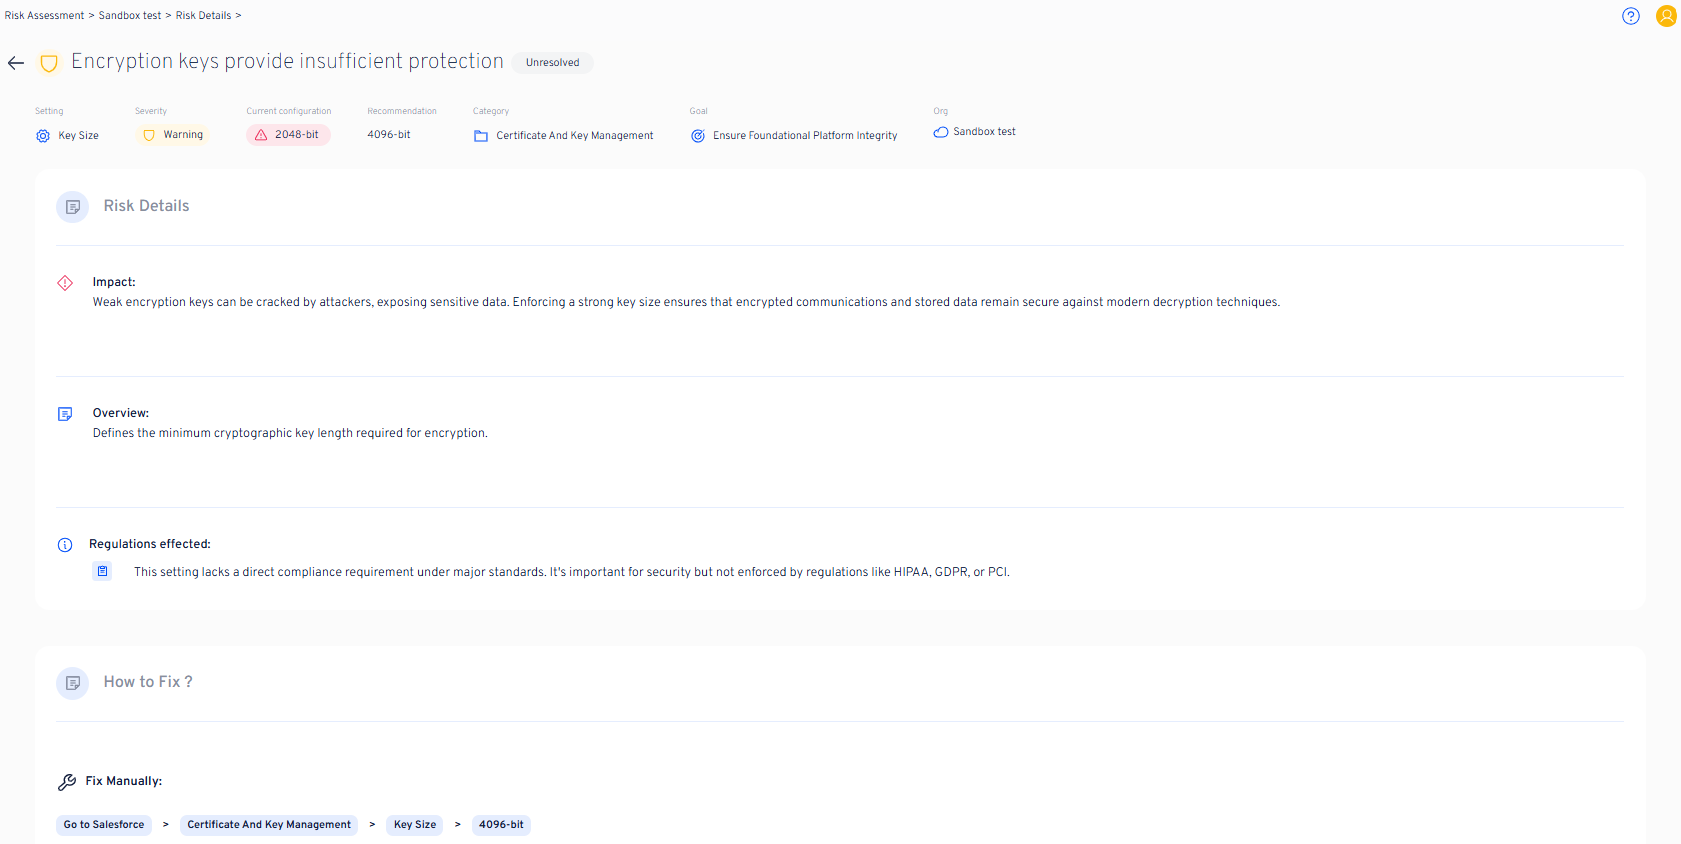 Risk Assessment > Sandbox test > Risk Details >
Encryption keys provide insufficient protection
Unresolved
Setting
Severity
Current configuration
Recommendation
Category
Goal
Org
Key Size
Warning
2048-bit
4096-bit
Certificate And Key Management
Ensure Foundational Platform Integrity
Sandbox test
Risk Details
Impact:
Weak encryption keys can be cracked by attackers, exposing sensitive data. Enforcing a strong key size ensures that encrypted communications and stored data remain secure against modern decryption techniques.
Overview:
Defines the minimum cryptographic key length required for encryption.
Regulations effected:
This setting lacks a direct compliance requirement under major standards. It's important for security but not enforced by regulations like HIPAA, GDPR, or PCI.
How to Fix ?
Fix Manually:
Go to Salesforce > Certificate And Key Management > Key Size > 4096-bit